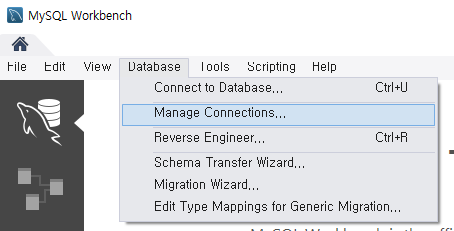 MySQL Workbench
File Edit View Database Tools Scripting Help
Connect to Database... Ctrl+U
Manage Connections...
Reverse Engineer... Ctrl+R
Schema Transfer Wizard...
Migration Wizard...
Edit Type Mappings for Generic Migration...